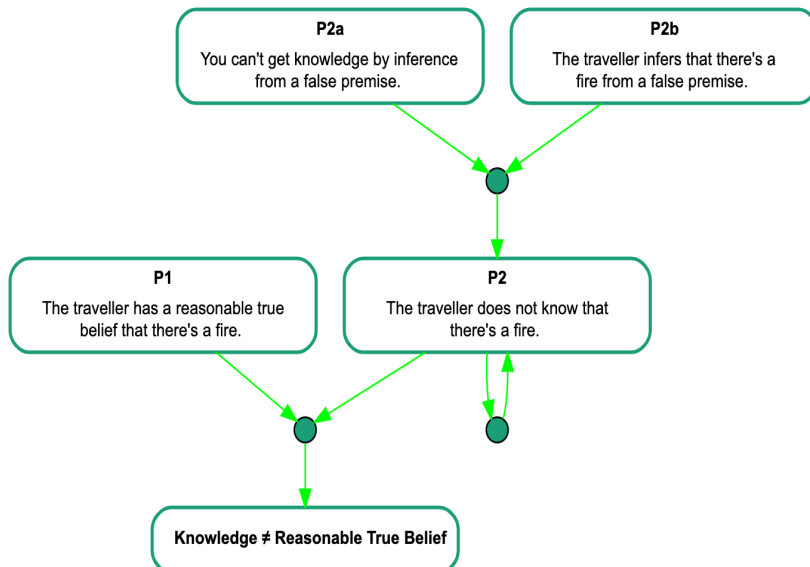 P2a
You can't get knowledge by inference
from a false premise.
P2b
The traveller infers that there's a
fire from a false premise.
P1
The traveller has a reasonable true
belief that there's a fire.
P2
The traveller does not know that
there's a fire.
Knowledge ≠ Reasonable True Belief